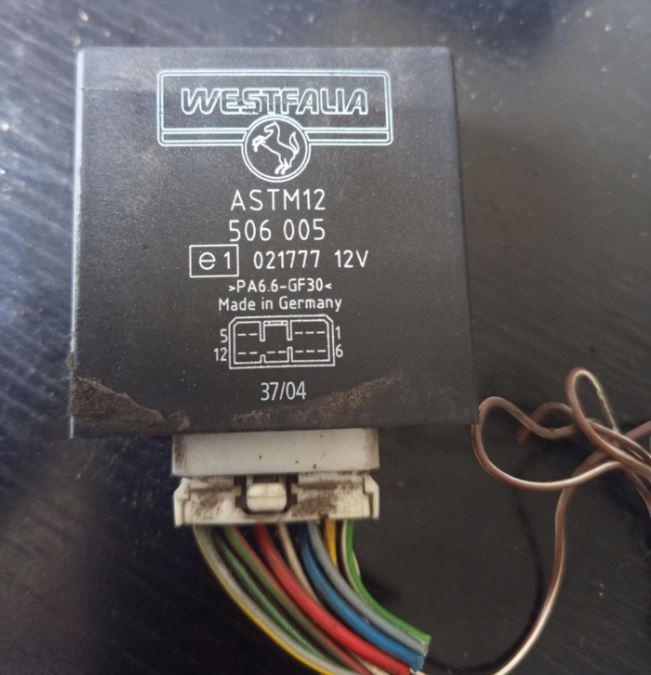 WESTFALIA
ASTM12
506 005
e1 021777 12V
>PA6.6-GF30<
Made in Germany
5 1
12 6
37/04